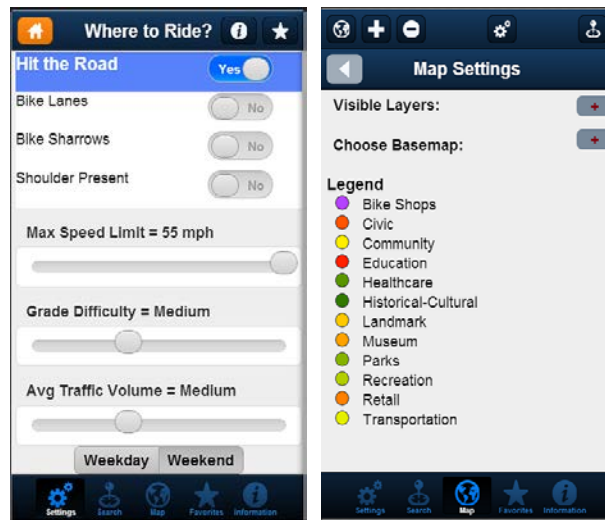 Where to Ride?
Hit the Road Yes
Bike Lanes No
Bike Sharrows No
Shoulder Present No
Max Speed Limit = 55 mph
Grade Difficulty = Medium
Avg Traffic Volume = Medium
Weekday Weekend
Settings Search Map Favorites Information
Map Settings
Visible Layers: +
Choose Basemap: +
Legend
Bike Shops
Civic
Community
Education
Healthcare
Historical-Cultural
Landmark
Museum
Parks
Recreation
Retail
Transportation
Settings Search Map Favorites Information